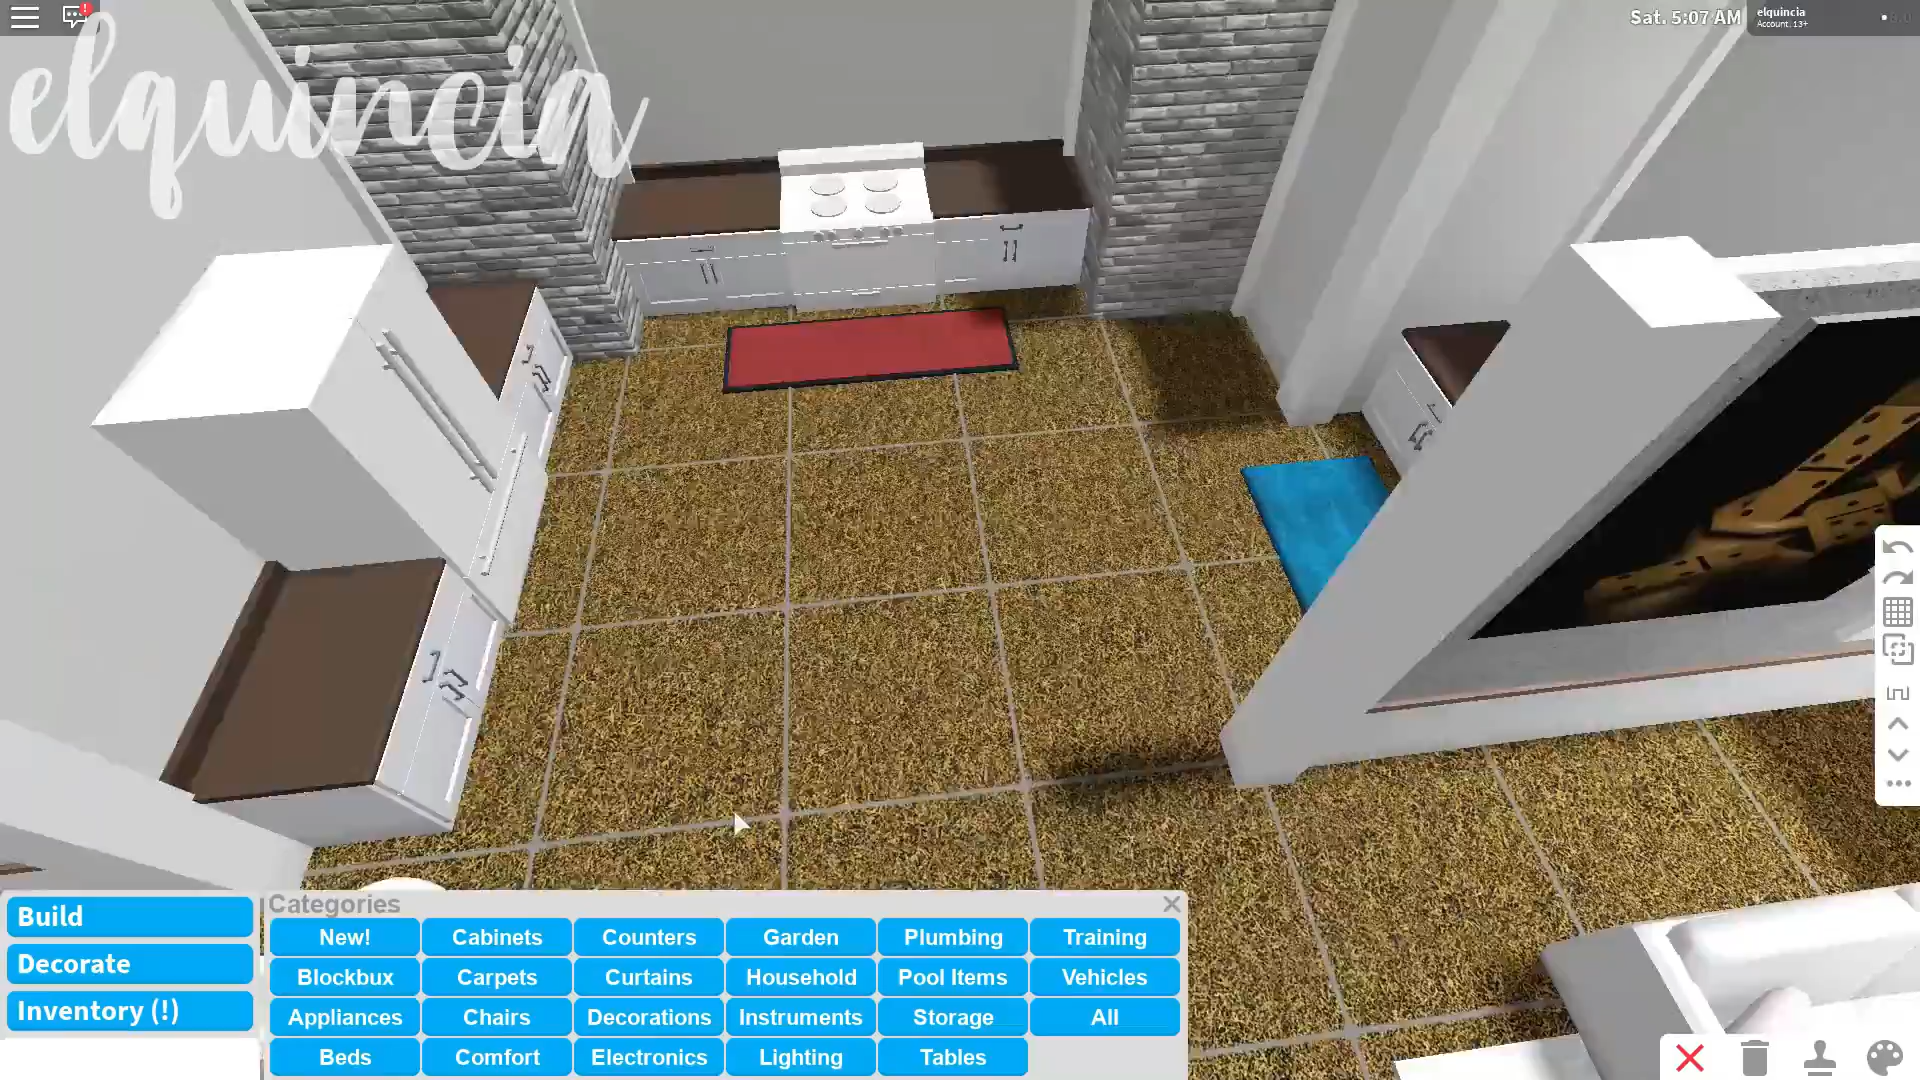 Sat. 5:07 AM
elquincia
Account: 13+
elquincia
Build
Decorate
Inventory (!)
Categories
New! Cabinets Counters Garden Plumbing Training
Blockbux Carpets Curtains Household Pool Items Vehicles
Appliances Chairs Decorations Instruments Storage All
Beds Comfort Electronics Lighting Tables